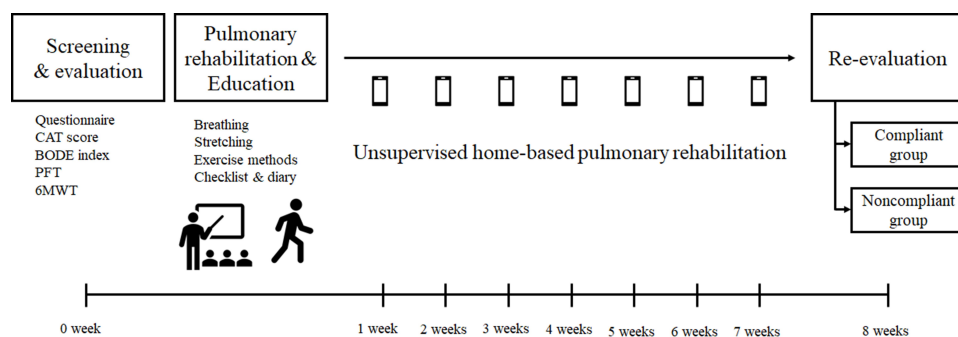 Screening
& evaluation
Questionnaire
CAT score
BODE index
PFT
6MWT
Pulmonary
rehabilitation &
Education
Breathing
Stretching
Exercise methods
Checklist & diary
Unsupervised home-based pulmonary rehabilitation
Re-evaluation
Compliant
group
Noncompliant
group
0 week
1 week
2 weeks
3 weeks
4 weeks
5 weeks
6 weeks
7 weeks
8 weeks